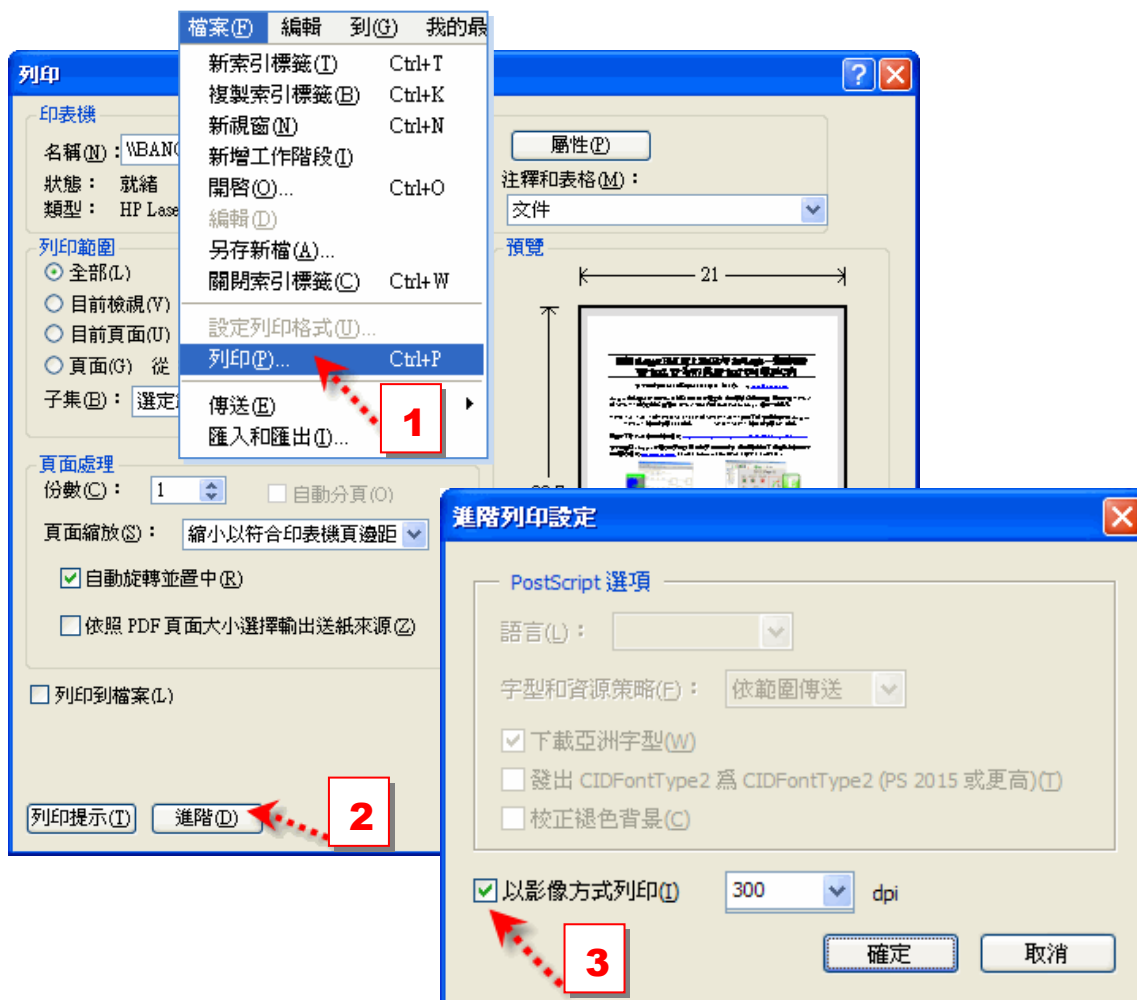 檔案(F) 編輯 到(G) 我的最
新索引標籤(T) Ctrl+T
複製索引標籤(B) Ctrl+K
新視窗(N) Ctrl+N
新增工作階段(I)
開啓(O)... Ctrl+O
編輯(D)
另存新檔(A)...
關閉索引標籤(C) Ctrl+W
設定列印格式(U)...
列印(P)... Ctrl+P
傳送(E)
匯入和匯出(I)...
1
列印
印表機
名稱(N)：\\BANG
屬性(P)
狀態： 就緒
注釋和表格(M)：
類型： HP Lase
文件
列印範圍
全部(L)
目前檢視(V)
目前頁面(U)
頁面(G) 從
子集(B)： 選定
預覽
21
頁面處理
份數(C)： 1 自動分頁(O)
頁面縮放(S)： 縮小以符合印表機頁邊距
自動旋轉並置中(R)
依照 PDF 頁面大小選擇輸出送紙來源(Z)
列印到檔案(L)
列印提示(T) 進階(D)
2
進階列印設定
PostScript 選項
語言(L)：
字型和資源策略(F)： 依範圍傳送
下載亞洲字型(W)
發出 CIDFontType2 爲 CIDFontType2 (PS 2015 或更高)(T)
校正褪色背景(C)
以影像方式列印(I) 300 dpi
3
確定 取消